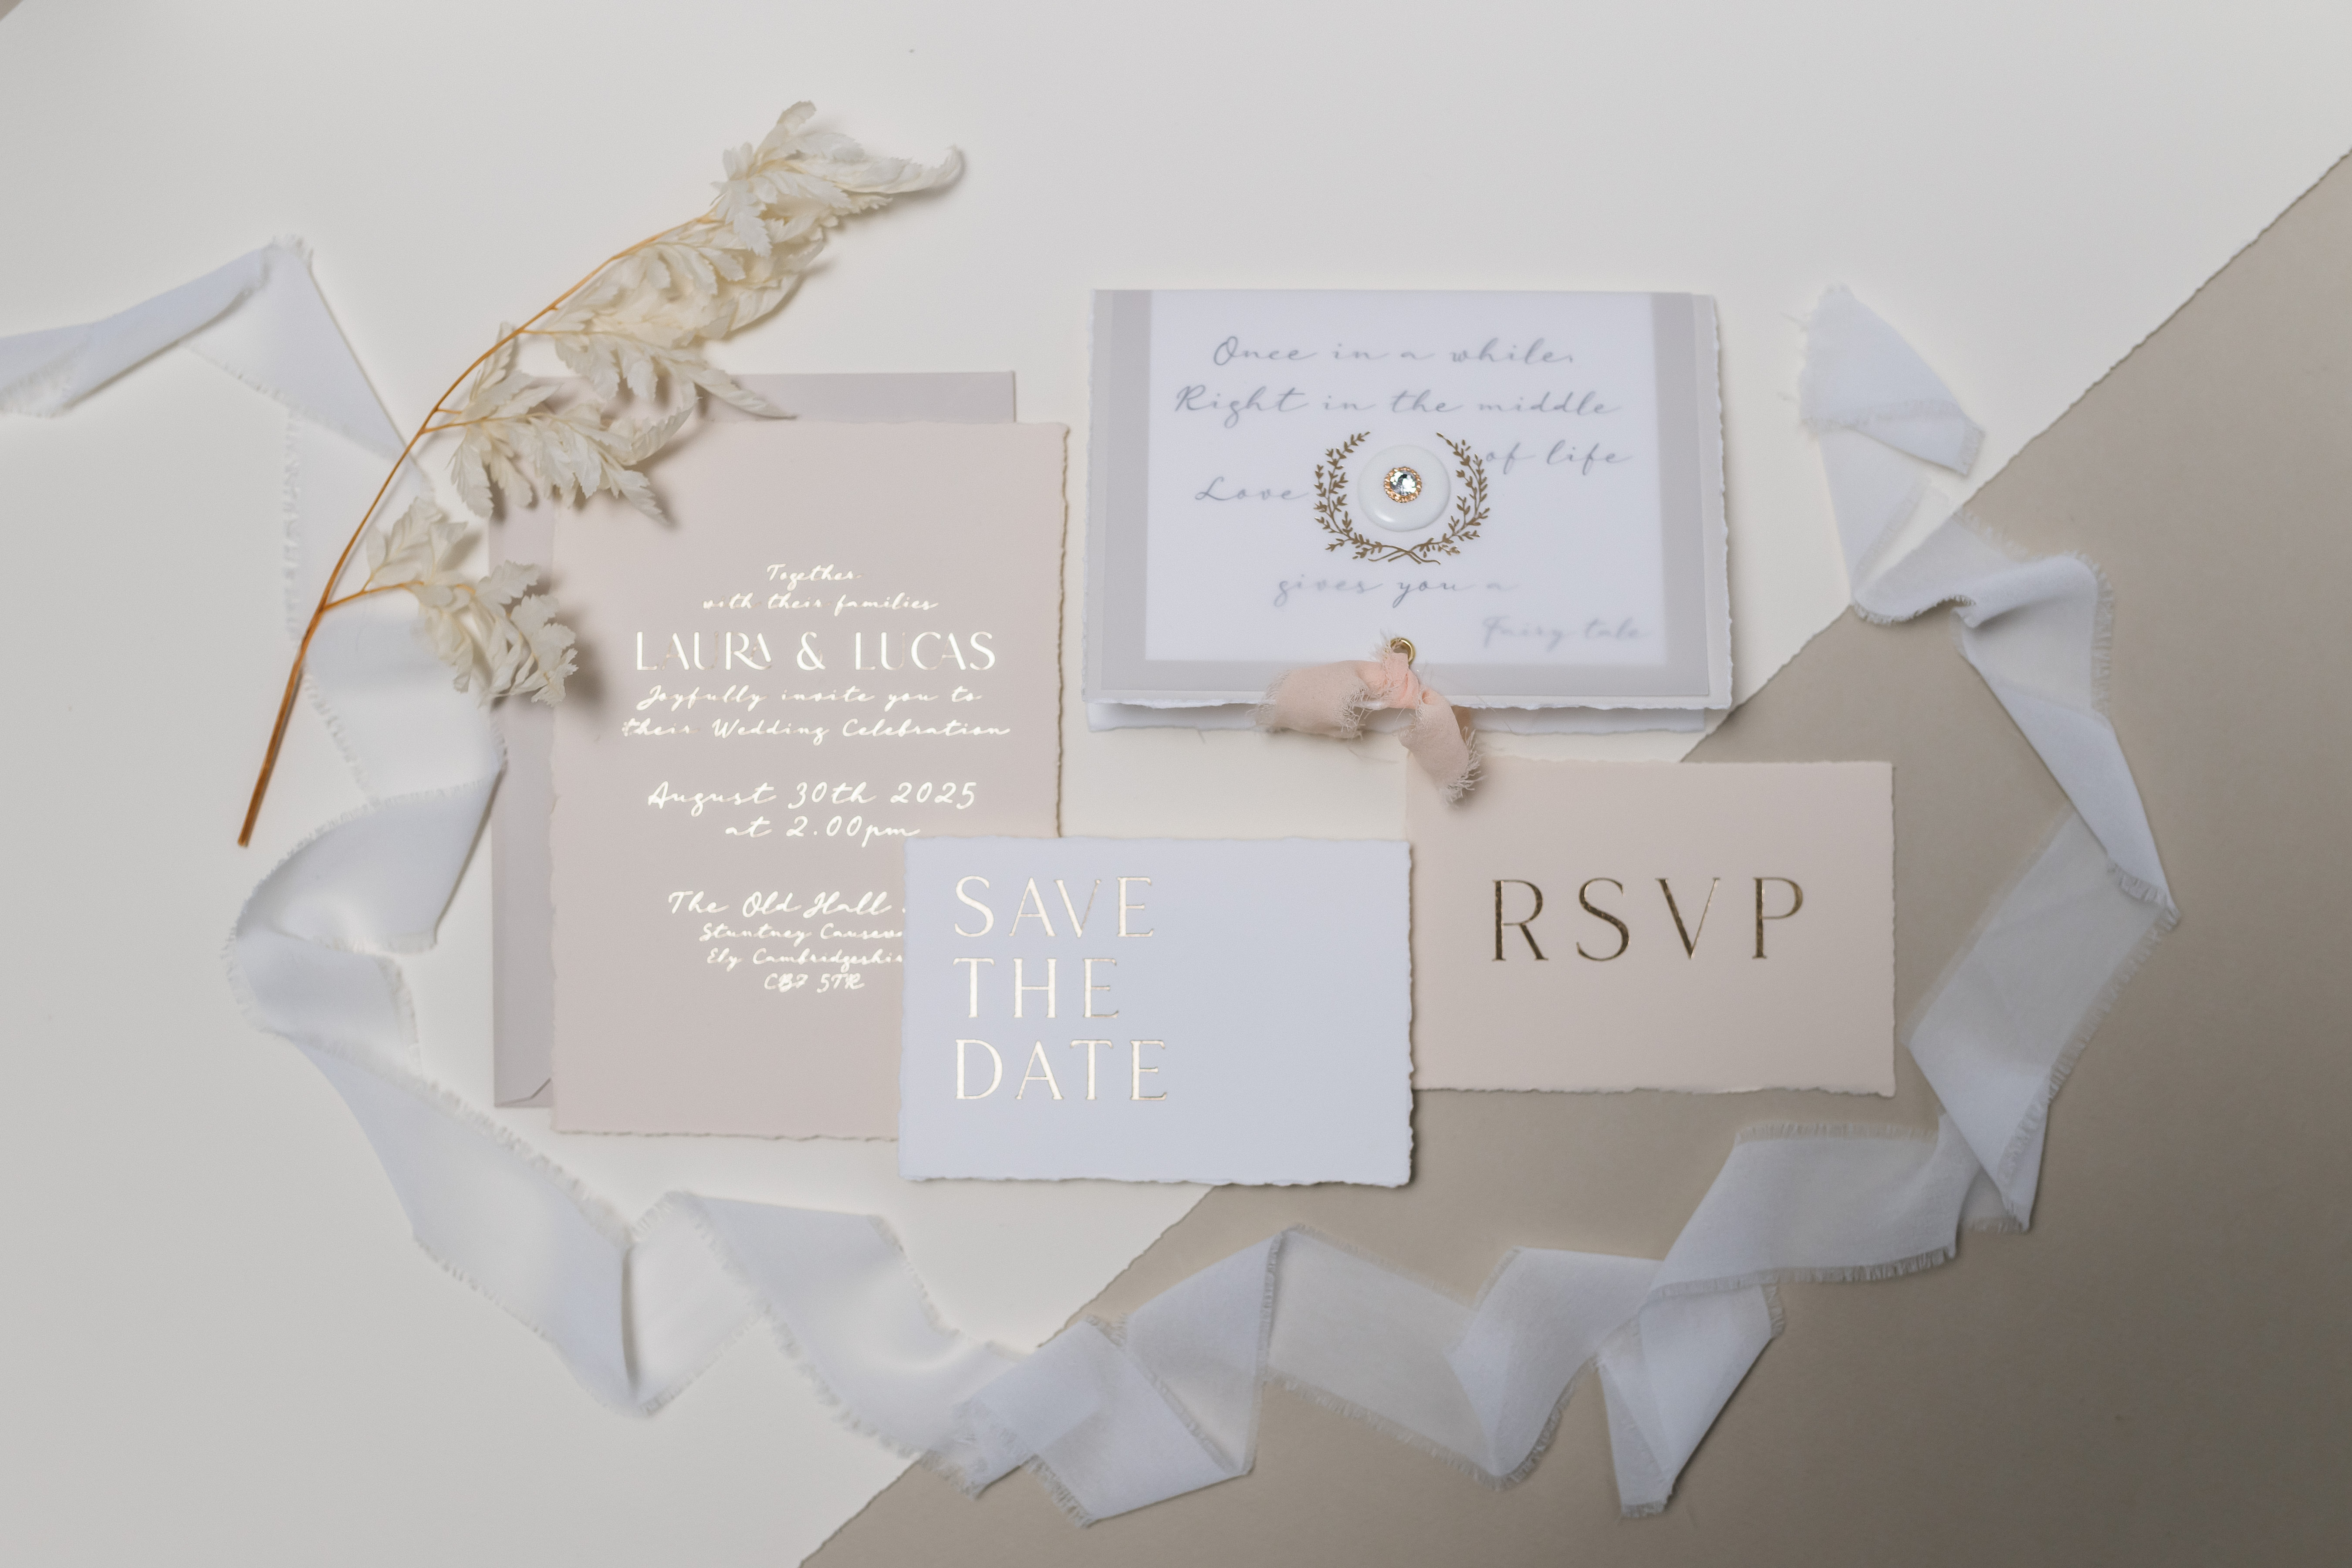 Together
with their families
LAURA & LUCAS
Joyfully invite you to
their Wedding Celebration
August 30th 2025
at 2.00pm
The Old Hall
Stuntney
Ely
CB7 5TR
Once in a while,
Right in the middle
of life
Love
gives you a
Fairy tale
SAVE
THE
DATE
RSVP